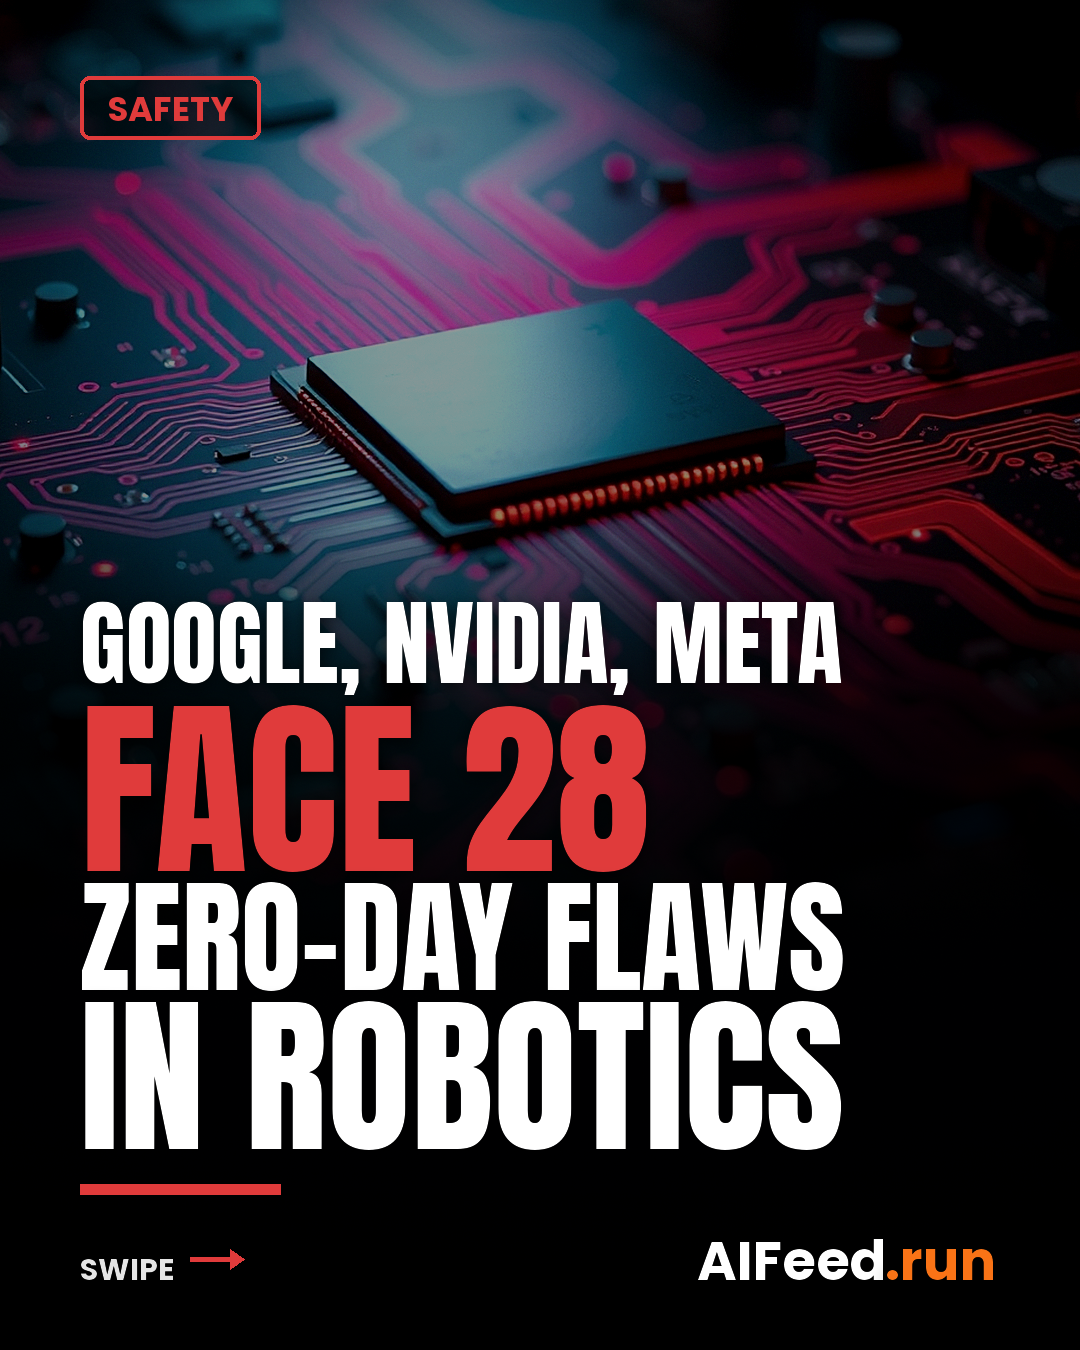 SAFETY
GOOGLE, NVIDIA, META
FACE 28
ZERO-DAY FLAWS
IN ROBOTICS
SWIPE
AIFeed.run